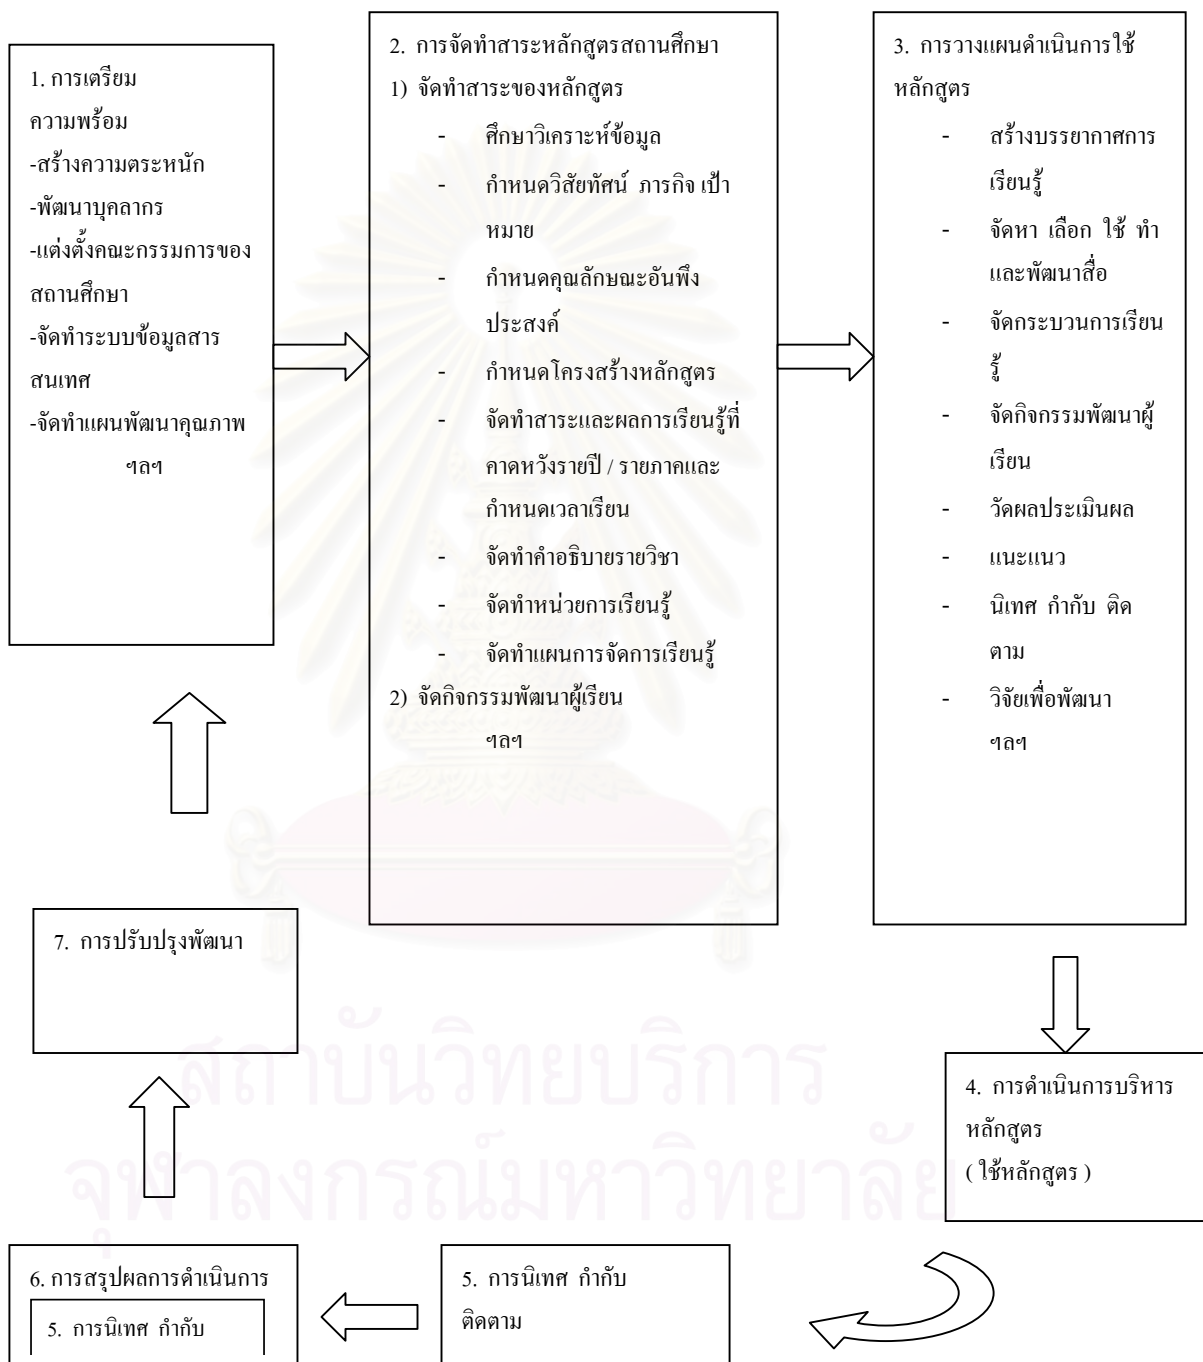 1. การเตรียม
ความพร้อม
-สร้างความตระหนัก
-พัฒนาบุคลากร
-แต่งตั้งคณะกรรมการของ
สถานศึกษา
-จัดทำระบบข้อมูลสาร
สนเทศ
-จัดทำแผนพัฒนาคุณภาพ
ฯลฯ
2. การจัดทำสาระหลักสูตรสถานศึกษา
1) จัดทำสาระของหลักสูตร
- ศึกษาวิเคราะห์ข้อมูล
- กำหนดวิสัยทัศน์ ภารกิจ เป้า
หมาย
- กำหนดคุณลักษณะอันพึง
ประสงค์
- กำหนดโครงสร้างหลักสูตร
- จัดทำสาระและผลการเรียนรู้ที่
คาดหวังรายปี / รายภาคและ
กำหนดเวลาเรียน
- จัดทำคำอธิบายรายวิชา
- จัดทำหน่วยการเรียนรู้
- จัดทำแผนการจัดการเรียนรู้
2) จัดกิจกรรมพัฒนาผู้เรียน
ฯลฯ
3. การวางแผนดำเนินการใช้
หลักสูตร
- สร้างบรรยากาศการ
เรียนรู้
- จัดหา เลือก ใช้ ทำ
และพัฒนาสื่อ
- จัดกระบวนการเรียน
รู้
- จัดกิจกรรมพัฒนาผู้
เรียน
- วัดผลประเมินผล
- แนะแนว
- นิเทศ กำกับ ติด
ตาม
- วิจัยเพื่อพัฒนา
ฯลฯ
7. การปรับปรุงพัฒนา
4. การดำเนินการบริหาร
หลักสูตร
( ใช้หลักสูตร )
6. การสรุปผลการดำเนินการ
5. การนิเทศ กำกับ
5. การนิเทศ กำกับ
ติดตาม
สถาบันวิทยบริการ
จุฬาลงกรณ์มหาวิทยาลัย